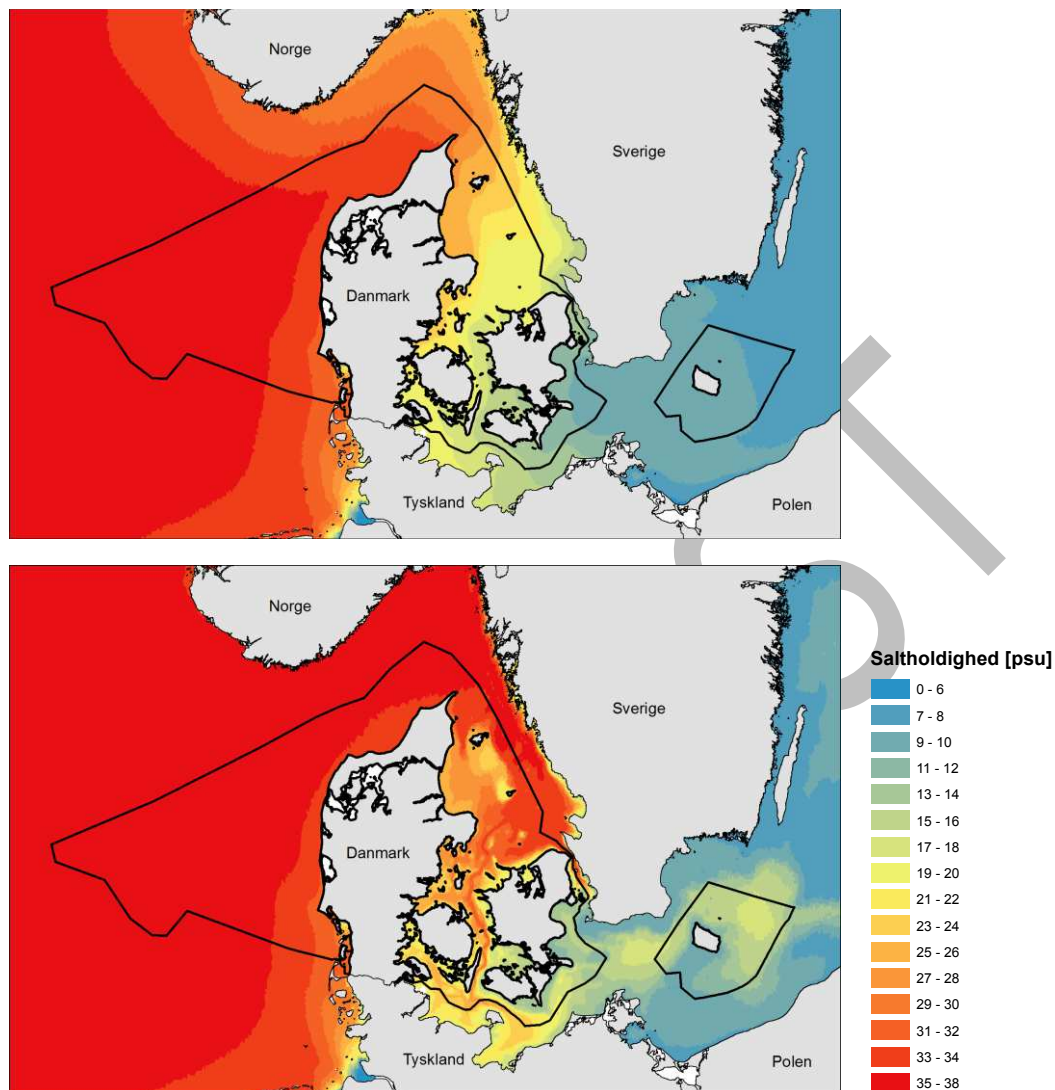 Norge
Sverige
Danmark
Tyskland
Polen
Norge
Saltholdighed [psu]
0 - 6
Sverige
7 - 8
9 - 10
11 - 12
13 - 14
15 - 16
Danmark
17 - 18
19 - 20
21 - 22
23 - 24
25 - 26
27 - 28
29 - 30
31 - 32
33 - 34
Tyskland
Polen
35 - 38